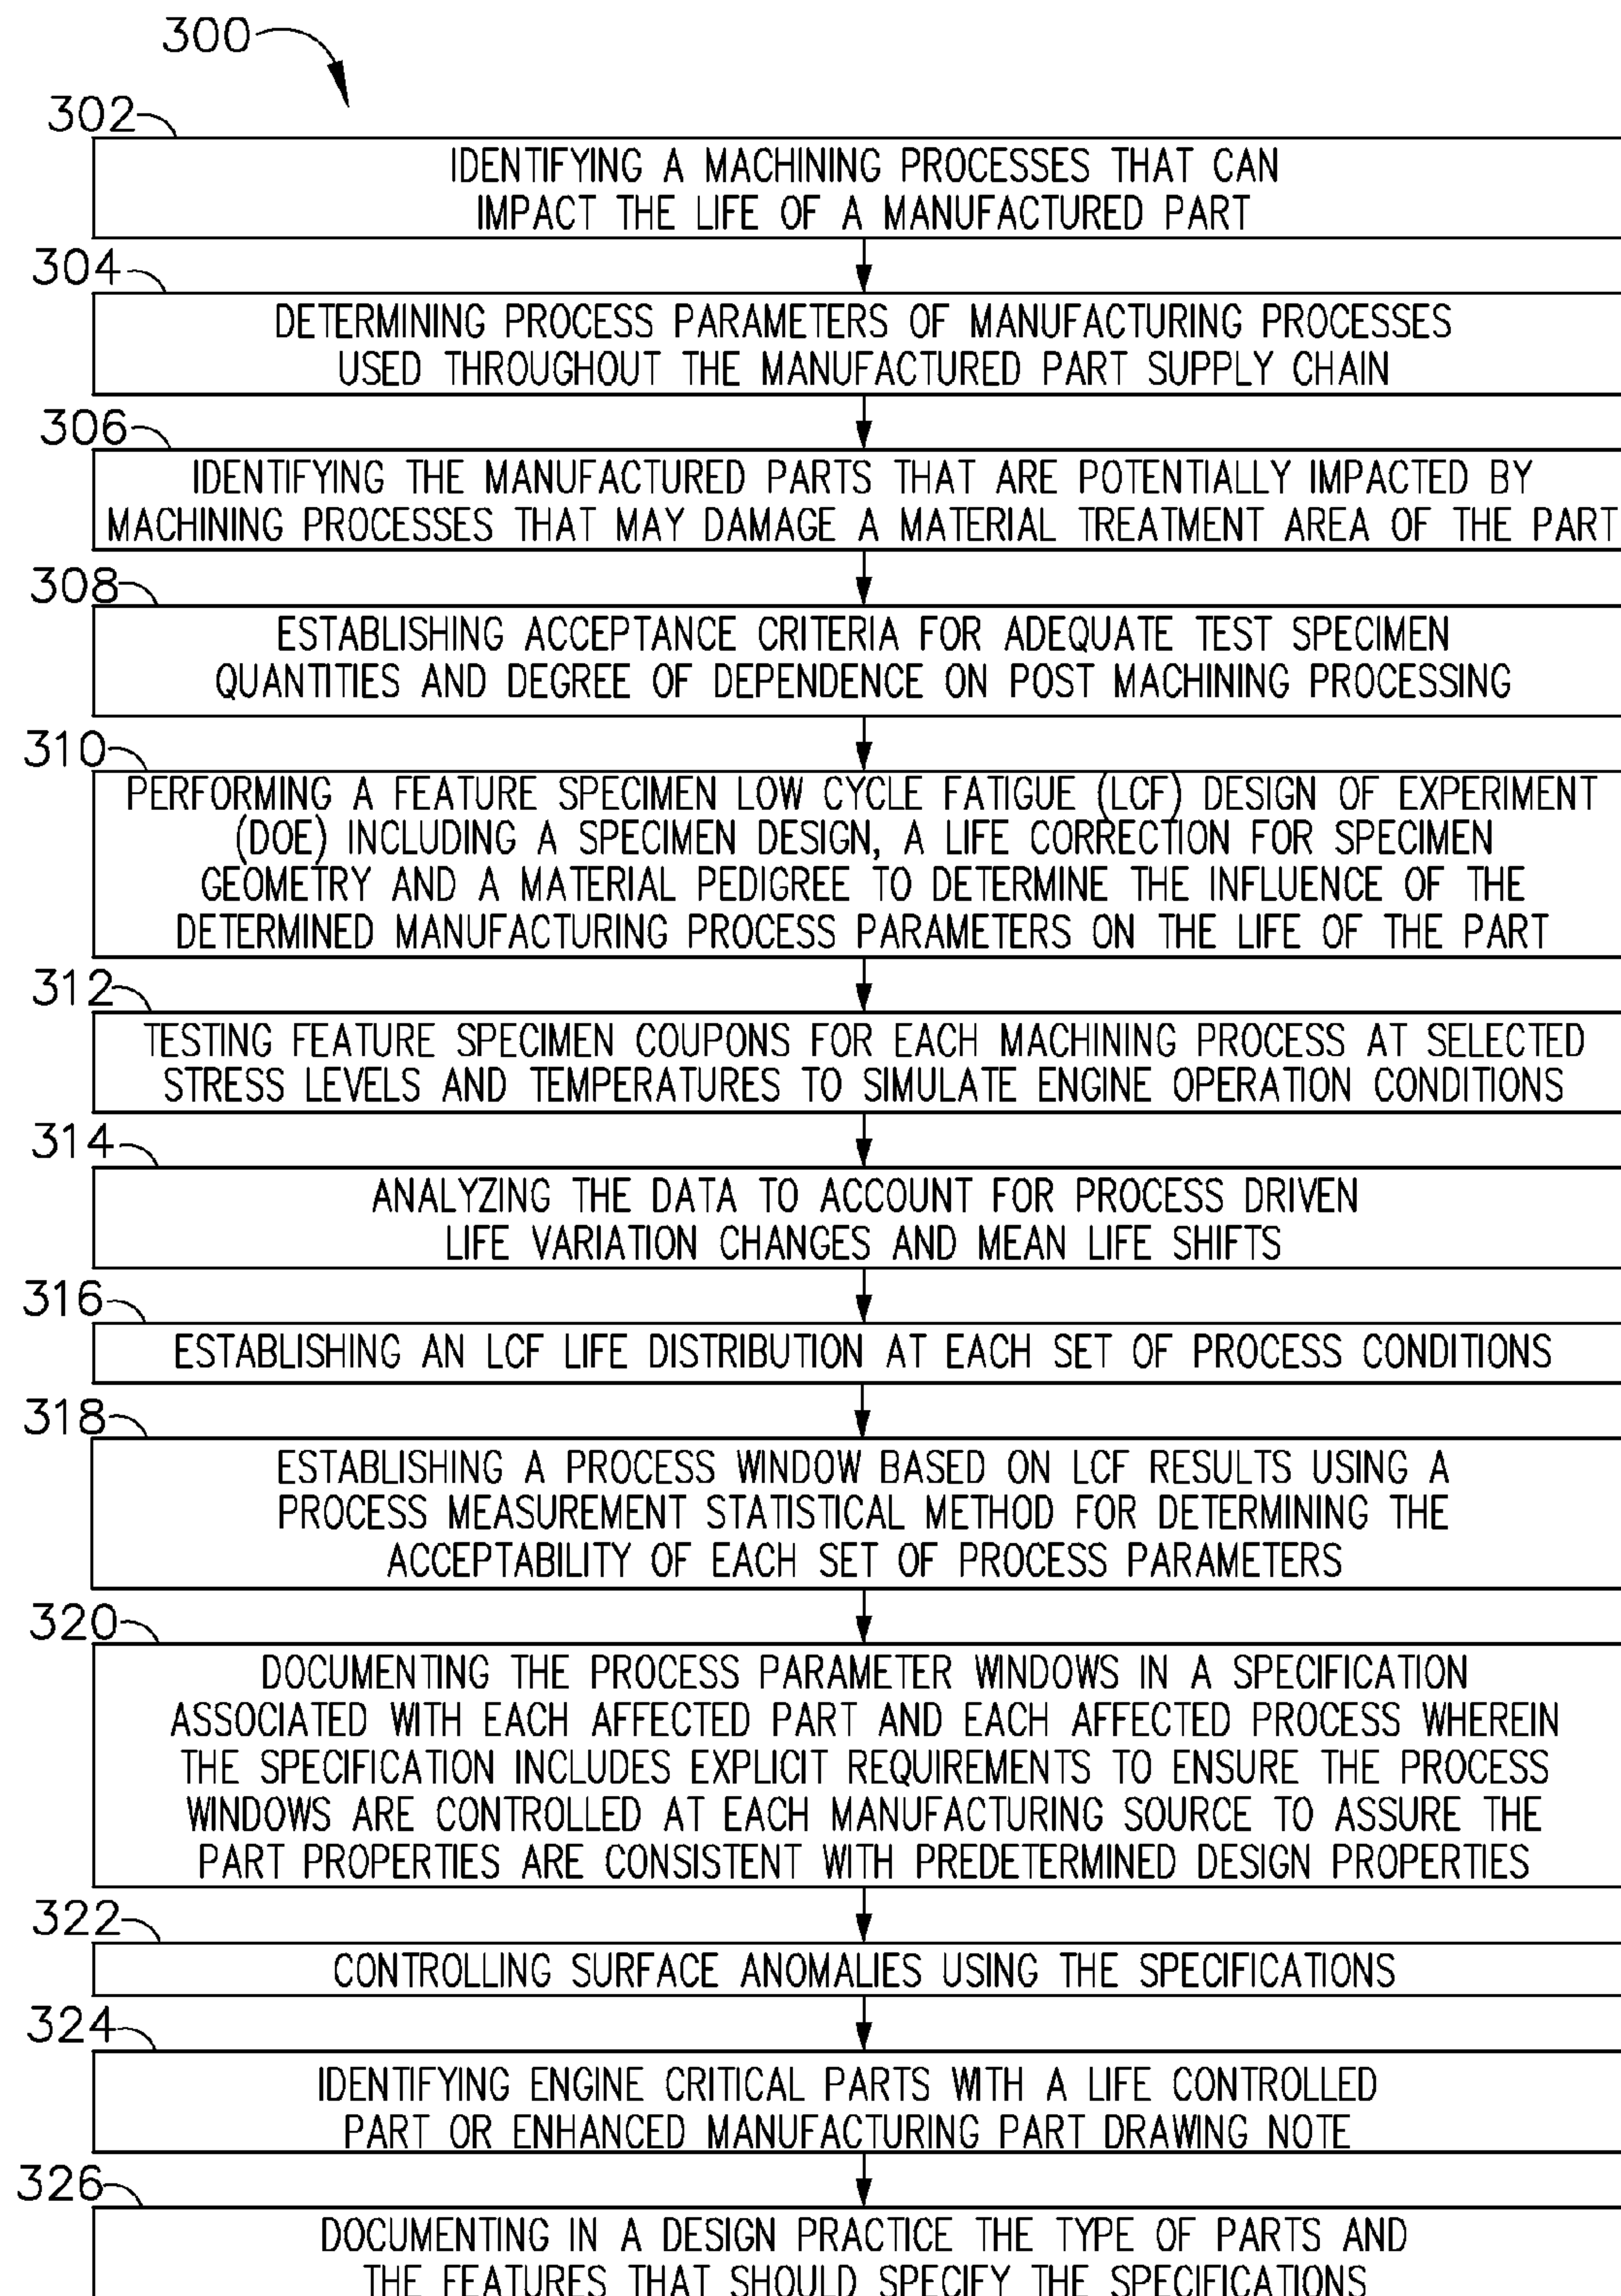 300
302
IDENTIFYING A MACHINING PROCESSES THAT CAN
IMPACT THE LIFE OF A MANUFACTURED PART
304
DETERMINING PROCESS PARAMETERS OF MANUFACTURING PROCESSES
USED THROUGHOUT THE MANUFACTURED PART SUPPLY CHAIN
306
IDENTIFYING THE MANUFACTURED PARTS THAT ARE POTENTIALLY IMPACTED BY
MACHINING PROCESSES THAT MAY DAMAGE A MATERIAL TREATMENT AREA OF THE PART
308
ESTABLISHING ACCEPTANCE CRITERIA FOR ADEQUATE TEST SPECIMEN
QUANTITIES AND DEGREE OF DEPENDENCE ON POST MACHINING PROCESSING
310
PERFORMING A FEATURE SPECIMEN LOW CYCLE FATIGUE (LCF) DESIGN OF EXPERIMENT
(DOE) INCLUDING A SPECIMEN DESIGN, A LIFE CORRECTION FOR SPECIMEN
GEOMETRY AND A MATERIAL PEDIGREE TO DETERMINE THE INFLUENCE OF THE
DETERMINED MANUFACTURING PROCESS PARAMETERS ON THE LIFE OF THE PART
312
TESTING FEATURE SPECIMEN COUPONS FOR EACH MACHINING PROCESS AT SELECTED
STRESS LEVELS AND TEMPERATURES TO SIMULATE ENGINE OPERATION CONDITIONS
314
ANALYZING THE DATA TO ACCOUNT FOR PROCESS DRIVEN
LIFE VARIATION CHANGES AND MEAN LIFE SHIFTS
316
ESTABLISHING AN LCF LIFE DISTRIBUTION AT EACH SET OF PROCESS CONDITIONS
318
ESTABLISHING A PROCESS WINDOW BASED ON LCF RESULTS USING A
PROCESS MEASUREMENT STATISTICAL METHOD FOR DETERMINING THE
ACCEPTABILITY OF EACH SET OF PROCESS PARAMETERS
320
DOCUMENTING THE PROCESS PARAMETER WINDOWS IN A SPECIFICATION
ASSOCIATED WITH EACH AFFECTED PART AND EACH AFFECTED PROCESS WHEREIN
THE SPECIFICATION INCLUDES EXPLICIT REQUIREMENTS TO ENSURE THE PROCESS
WINDOWS ARE CONTROLLED AT EACH MANUFACTURING SOURCE TO ASSURE THE
PART PROPERTIES ARE CONSISTENT WITH PREDETERMINED DESIGN PROPERTIES
322
CONTROLLING SURFACE ANOMALIES USING THE SPECIFICATIONS
324
IDENTIFYING ENGINE CRITICAL PARTS WITH A LIFE CONTROLLED
PART OR ENHANCED MANUFACTURING PART DRAWING NOTE
326
DOCUMENTING IN A DESIGN PRACTICE THE TYPE OF PARTS AND
THE FEATURES THAT SHOULD SPECIFY THE SPECIFICATIONS